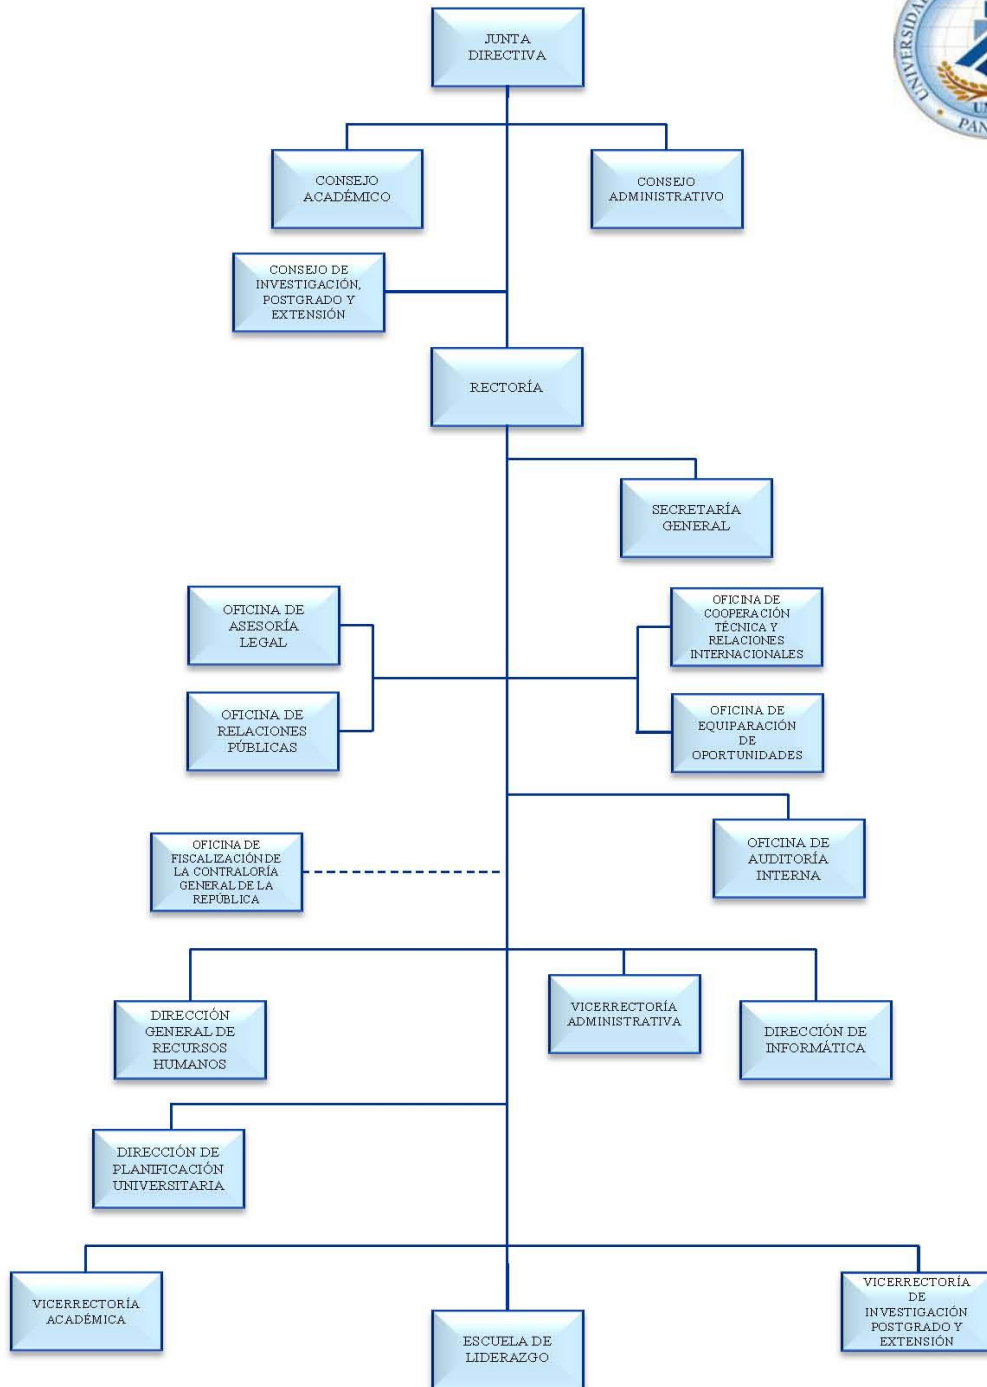 UNIVERSIDAD
JUNTA
DIRECTIVA
CONSEJO
ACADÉMICO
CONSEJO
ADMINISTRATIVO
CONSEJO DE
INVESTIGACIÓN,
POSTGRADO Y
EXTENSIÓN
RECTORÍA
SECRETARÍA
GENERAL
OFICINA DE
ASESORÍA
LEGAL
OFICINA DE
COOPERACIÓN
TÉCNICA Y
RELACIONES
INTERNACIONALES
OFICINA DE
RELACIONES
PÚBLICAS
OFICINA DE
EQUIPARACIÓN
DE
OPORTUNIDADES
OFICINA DE
FISCALIZACIÓN DE
LA CONTRALORÍA
GENERAL DE LA
REPÚBLICA
OFICINA DE
AUDITORÍA
INTERNA
DIRECCIÓN
GENERAL DE
RECURSOS
HUMANOS
VICERRECTORÍA
ADMINISTRATIVA
DIRECCIÓN DE
INFORMÁTICA
DIRECCIÓN DE
PLANIFICACIÓN
UNIVERSITARIA
VICERRECTORÍA
ACADÉMICA
ESCUELA DE
LIDERAZGO
VICERRECTORÍA
DE
INVESTIGACIÓN
POSTGRADO Y
EXTENSIÓN